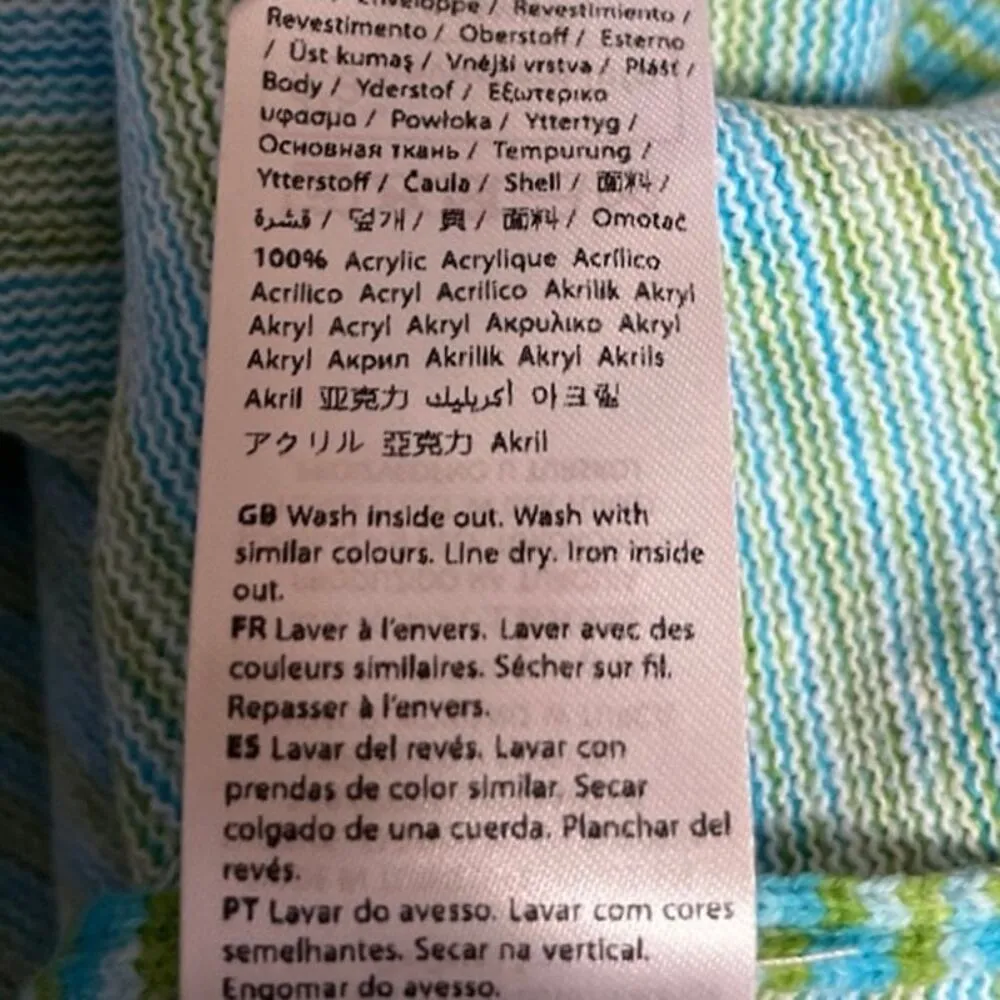 / Enveloppe / Revestimiento /
Revestimento / Oberstoff / Esterno
/ Üst kumaş / Vnějši vrstva / Plášť /
Body / Yderstof / Εξωτερικο
υφασμα / Powłoka / Yttertyg /
Основная ткань / Tempurung /
Ytterstoff / Čaula / Shell / 面料 /
قشرة / 덮개 / 表 / 面料 / Omotač
100% Acrylic Acrylique Acrílico
Acrilico Acryl Acrilico Akrilik Akryl
Akryl Acryl Akryl Ακρυλικο Akryl
Akryl Акрил Akrilik Akryl Akrils
Akril 亚克力 أكريليك 아크릴
アクリル 亞克力 Akril
GB Wash inside out. Wash with
similar colours. Line dry. Iron inside
out.
FR Laver à l'envers. Laver avec des
couleurs similaires. Sécher sur fil.
Repasser à l'envers.
ES Lavar del revés. Lavar con
prendas de color similar. Secar
colgado de una cuerda. Planchar del
revés.
PT Lavar do avesso. Lavar com cores
semelhantes. Secar na vertical.
Engomar do avesso.